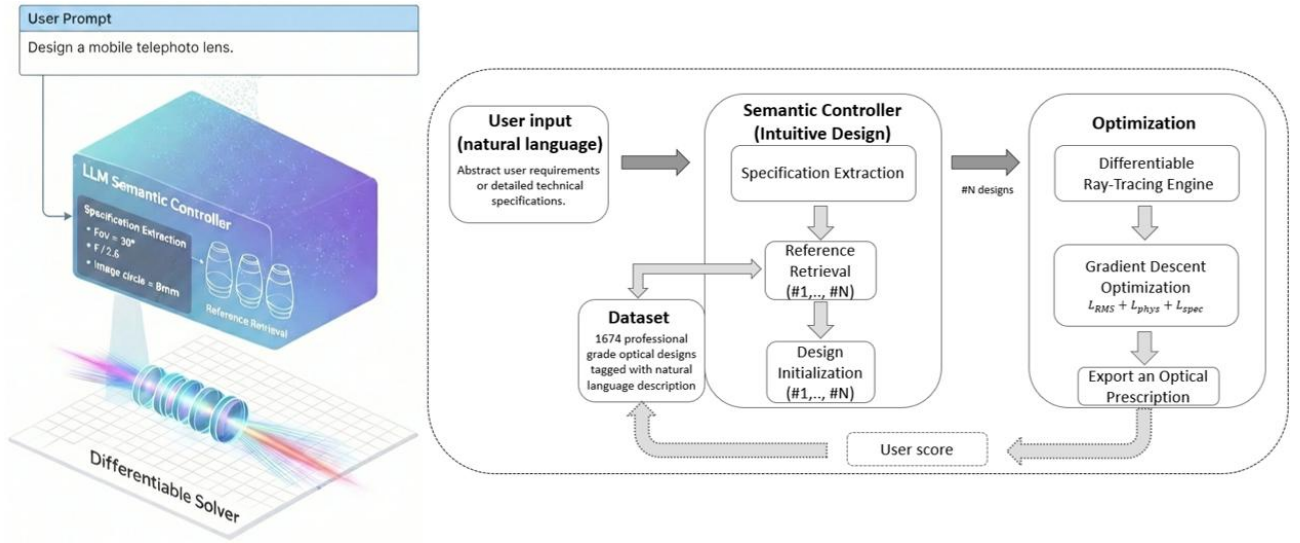 User Prompt
Design a mobile telephoto lens.
LLM Semantic Controller
Specification Extraction
• Fov = 30°
• F / 2.6
• Image circle = 8mm
Reference Retrieval
Differentiable Solver
User input
(natural language)
Abstract user requirements
or detailed technical
specifications.
Semantic Controller
(Intuitive Design)
Specification Extraction
Reference
Retrieval
(#1,.., #N)
Design
Initialization
(#1,.., #N)
Dataset
1674 professional
grade optical designs
tagged with natural
language description
#N designs
Optimization
Differentiable
Ray-Tracing Engine
Gradient Descent
Optimization
L_RMS + L_phys + L_spec
Export an Optical
Prescription
User score